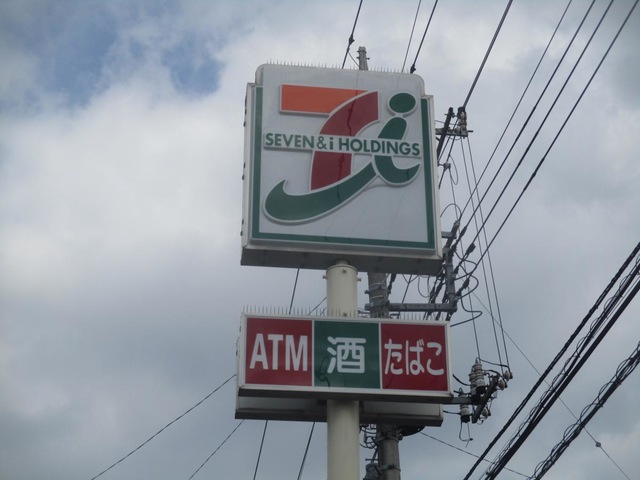 SEVEN&i HOLDINGS
ATM 酒 たばこ